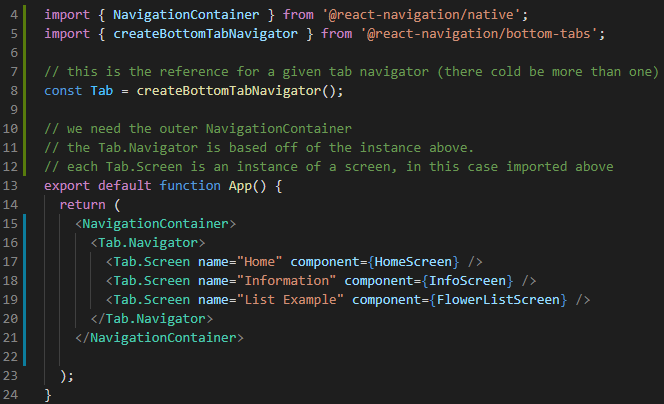 4 import { NavigationContainer } from '@react-navigation/native';
5 import { createBottomTabNavigator } from '@react-navigation/bottom-tabs';
6
7 // this is the reference for a given tab navigator (there cold be more than one)
8 const Tab = createBottomTabNavigator();
9
10 // we need the outer NavigationContainer
11 // the Tab.Navigator is based off of the instance above.
12 // each Tab.Screen is an instance of a screen, in this case imported above
13 export default function App() {
14   return (
15     <NavigationContainer>
16       <Tab.Navigator>
17         <Tab.Screen name="Home" component={HomeScreen} />
18         <Tab.Screen name="Information" component={InfoScreen} />
19         <Tab.Screen name="List Example" component={FlowerListScreen} />
20       </Tab.Navigator>
21     </NavigationContainer>
22
23   );
24 }